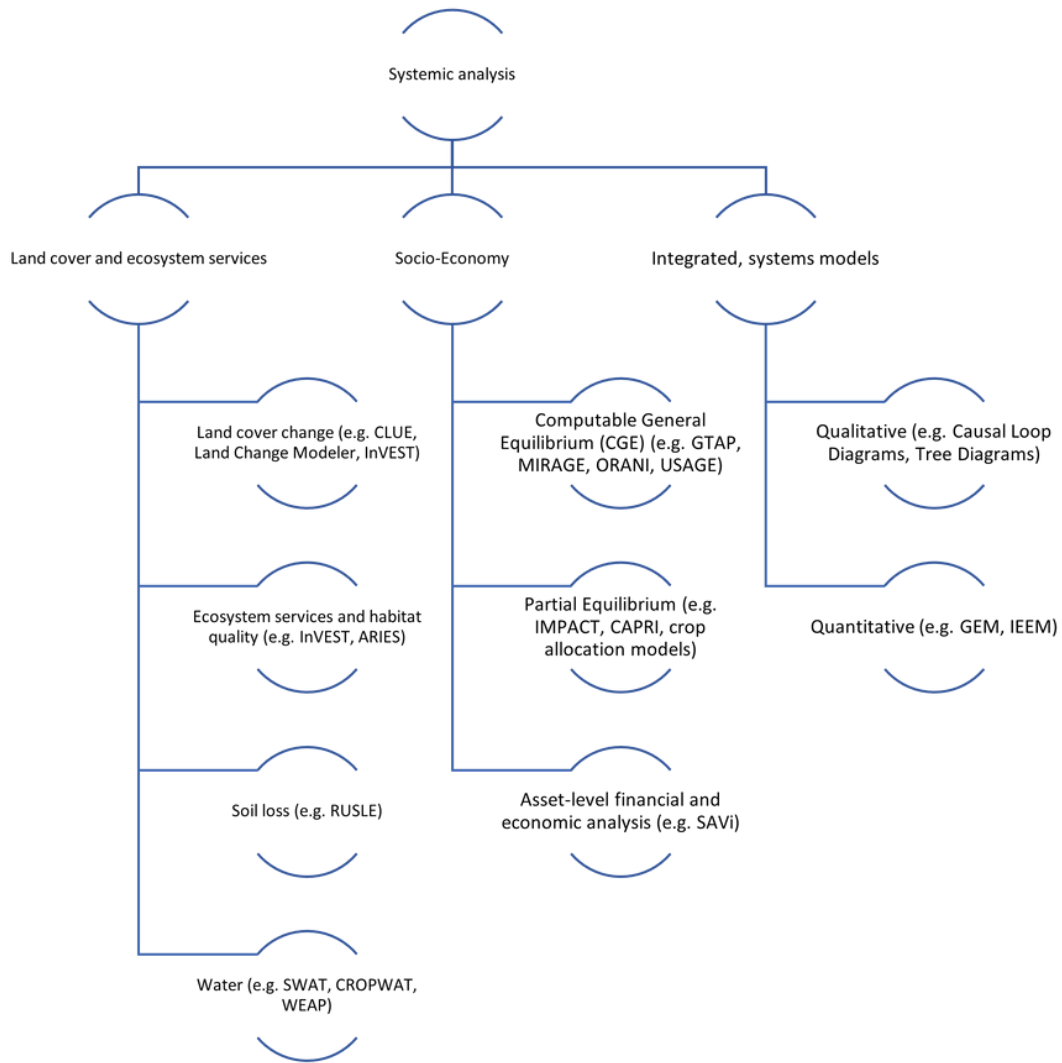 Systemic analysis
Land cover and ecosystem services
Socio-Economy
Integrated, systems models
Land cover change (e.g. CLUE,
Land Change Modeler, InVEST)
Ecosystem services and habitat
quality (e.g. InVEST, ARIES)
Soil loss (e.g. RUSLE)
Water (e.g. SWAT, CROPWAT,
WEAP)
Computable General
Equilibrium (CGE) (e.g. GTAP,
MIRAGE, ORANI, USAGE)
Partial Equilibrium (e.g.
IMPACT, CAPRI, crop
allocation models)
Asset-level financial and
economic analysis (e.g. SAVi)
Qualitative (e.g. Causal Loop
Diagrams, Tree Diagrams)
Quantitative (e.g. GEM, IEEM)